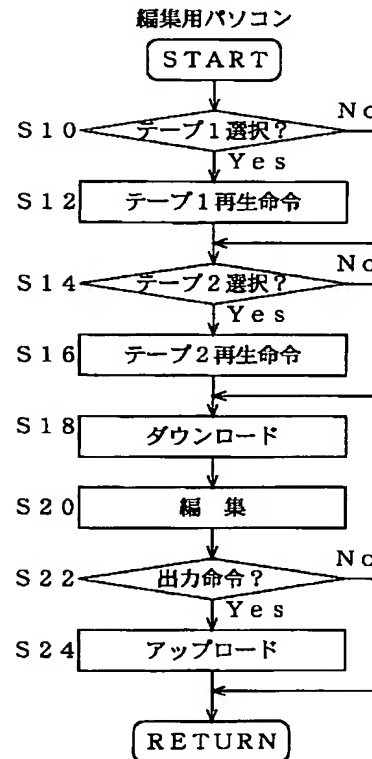 編集用パソコン
START
S10 テープ1選択? No
Yes
S12 テープ1再生命令
S14 テープ2選択? No
Yes
S16 テープ2再生命令
S18 ダウンロード
S20 編 集
S22 出力命令? No
Yes
S24 アップロード
RETURN